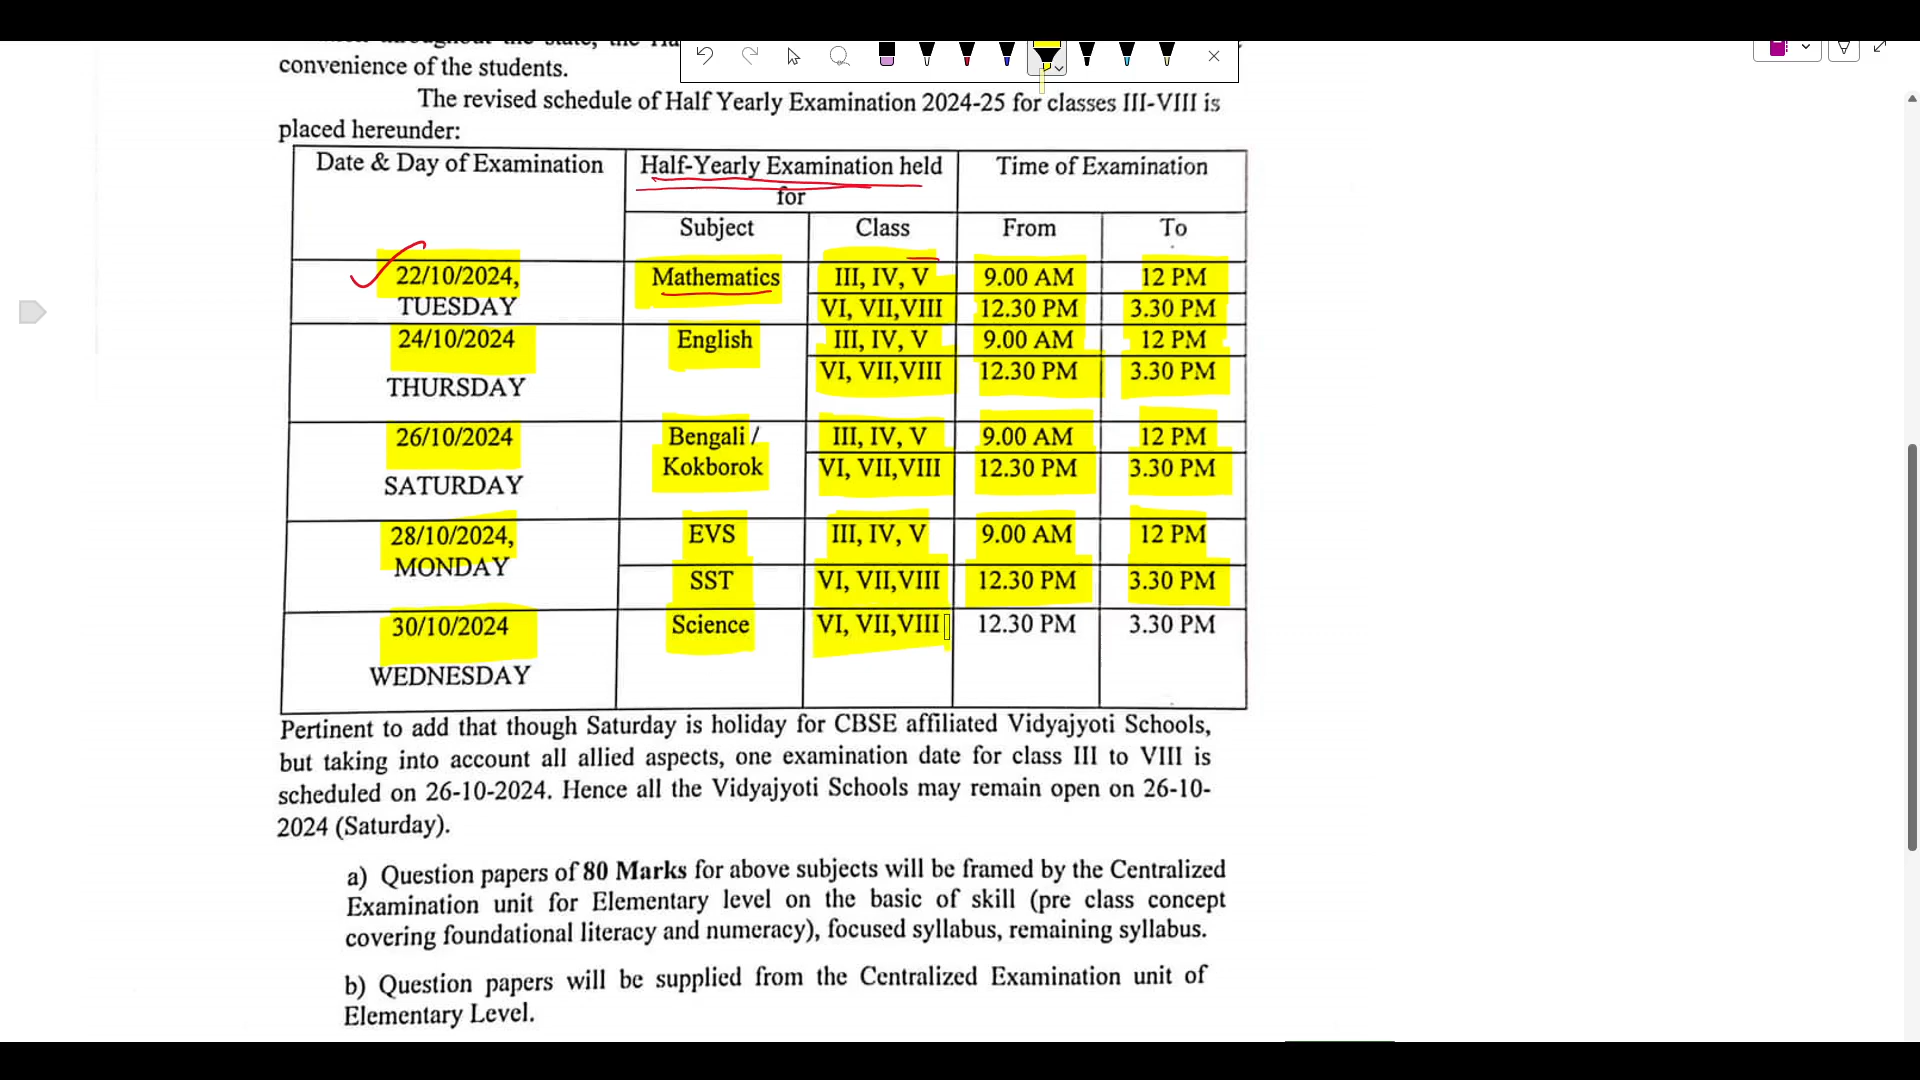 throughout the state, the Ha
convenience of the students.
The revised schedule of Half Yearly Examination 2024-25 for classes III-VIII is
placed hereunder:
Date & Day of Examination Half-Yearly Examination held for Time of Examination
Subject Class From To
22/10/2024, TUESDAY Mathematics III, IV, V 9.00 AM 12 PM
VI, VII,VIII 12.30 PM 3.30 PM
24/10/2024 THURSDAY English III, IV, V 9.00 AM 12 PM
VI, VII,VIII 12.30 PM 3.30 PM
26/10/2024 SATURDAY Bengali / Kokborok III, IV, V 9.00 AM 12 PM
VI, VII,VIII 12.30 PM 3.30 PM
28/10/2024, MONDAY EVS III, IV, V 9.00 AM 12 PM
SST VI, VII,VIII 12.30 PM 3.30 PM
30/10/2024 WEDNESDAY Science VI, VII,VIII 12.30 PM 3.30 PM
Pertinent to add that though Saturday is holiday for CBSE affiliated Vidyajyoti Schools,
but taking into account all allied aspects, one examination date for class III to VIII is
scheduled on 26-10-2024. Hence all the Vidyajyoti Schools may remain open on 26-10-
2024 (Saturday).
a) Question papers of 80 Marks for above subjects will be framed by the Centralized
Examination unit for Elementary level on the basic of skill (pre class concept
covering foundational literacy and numeracy), focused syllabus, remaining syllabus.
b) Question papers will be supplied from the Centralized Examination unit of
Elementary Level.